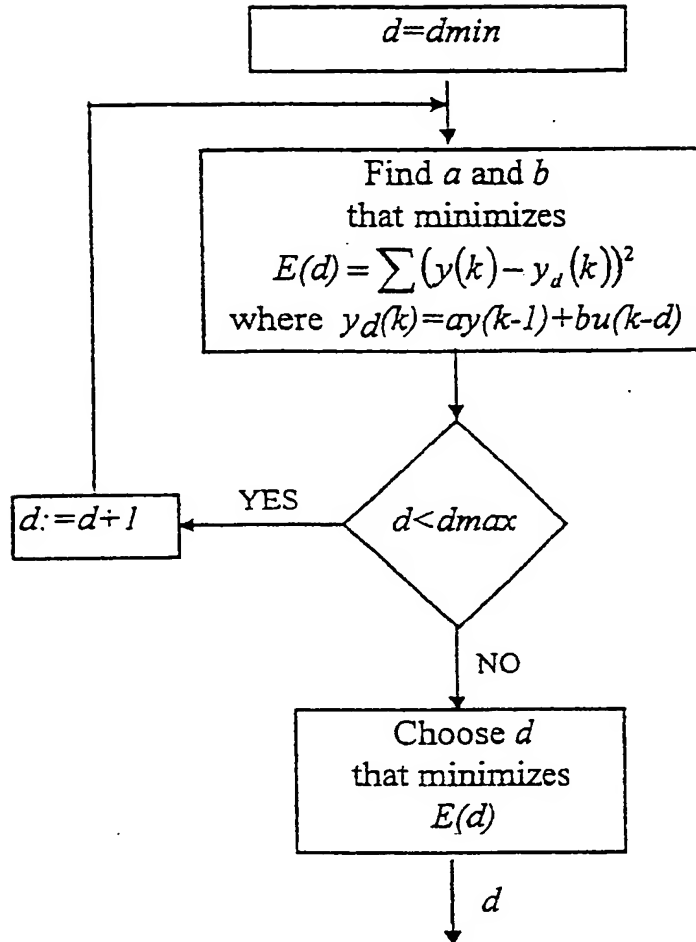 d=dmin
Find a and b
that minimizes
E(d) = ∑ (y(k) − y_d(k))²
where y_d(k)=ay(k-1)+bu(k-d)
d<dmax
YES
d:=d+1
NO
Choose d
that minimizes
E(d)
d